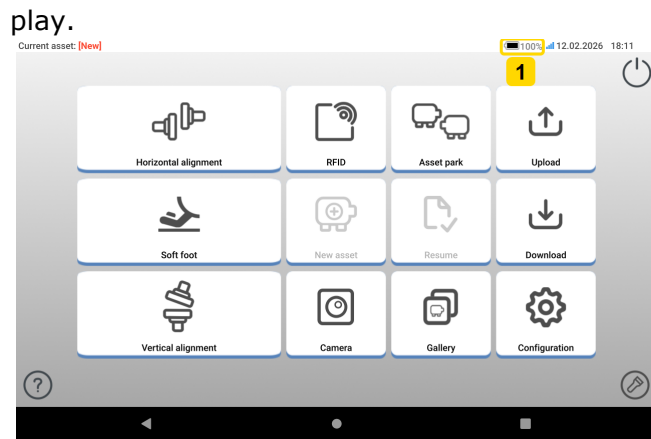 play.
Current asset: [New] 100% 12.02.2026 18:11
1
Horizontal alignment RFID Asset park Upload
Soft foot New asset Resume Download
Vertical alignment Camera Gallery Configuration
?